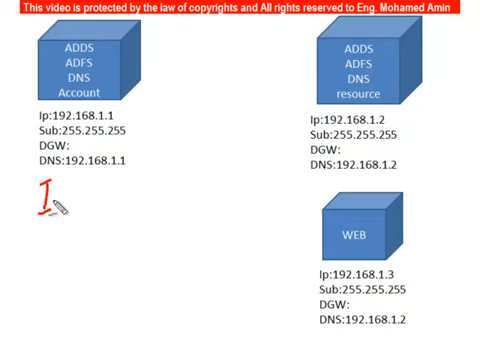 This video is protected by the law of copyrights and All rights reserved to Eng. Mohamed Amin
ADDS
ADFS
DNS
Account
Ip:192.168.1.1
Sub:255.255.255
DGW:
DNS:192.168.1.1
I
ADDS
ADFS
DNS
resource
Ip:192.168.1.2
Sub:255.255.255
DGW:
DNS:192.168.1.2
WEB
Ip:192.168.1.3
Sub:255.255.255
DGW:
DNS:192.168.1.2